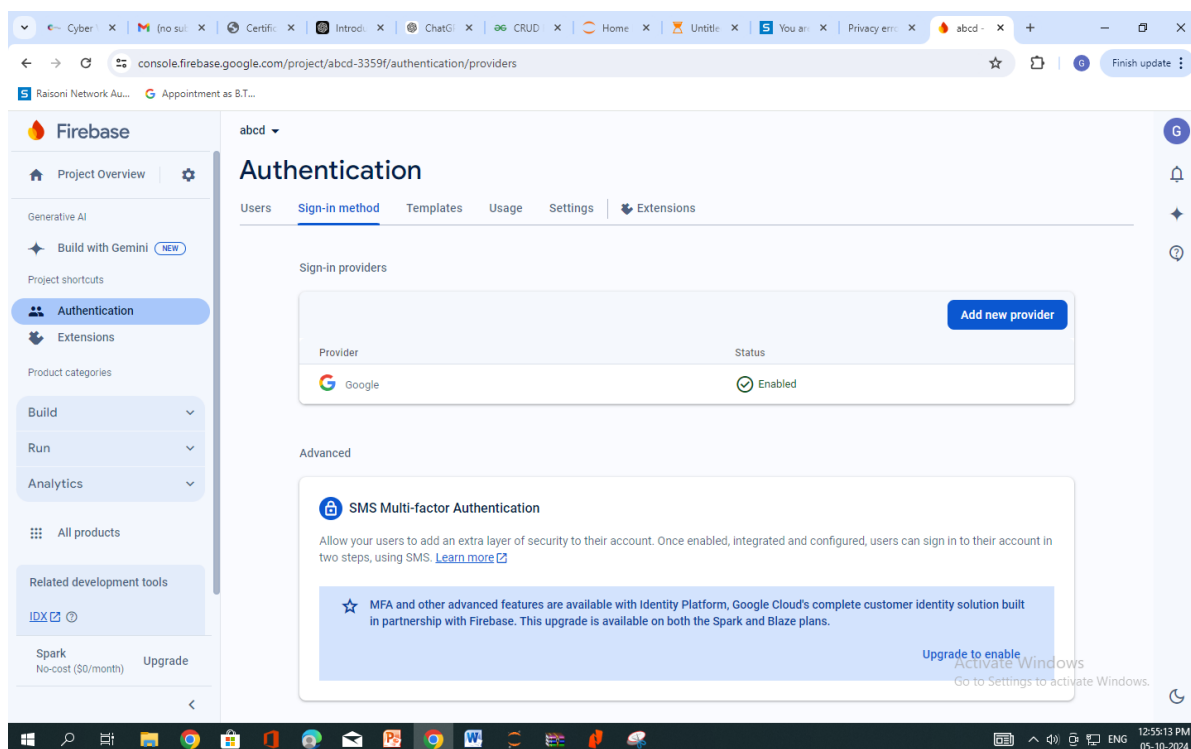 Cyber
M (no sub
Certific
Introdu
ChatG
GG CRUD
Home
Untitle
S You are
Privacy erro
abcd -
console.firebase.google.com/project/abcd-3359f/authentication/providers
G
Finish update
S Raisoni Network Au...
G Appointment as B.T...
Firebase
abcd
G
Project Overview
Authentication
Users Sign-in method Templates Usage Settings Extensions
Generative AI
Build with Gemini NEW
Project shortcuts
Authentication
Extensions
Product categories
Build
Run
Analytics
All products
Related development tools
IDX
Spark
No-cost ($0/month)
Upgrade
Sign-in providers
Add new provider
Provider Status
Google Enabled
Advanced
SMS Multi-factor Authentication
Allow your users to add an extra layer of security to their account. Once enabled, integrated and configured, users can sign in to their account in
two steps, using SMS. Learn more
MFA and other advanced features are available with Identity Platform, Google Cloud's complete customer identity solution built
in partnership with Firebase. This upgrade is available on both the Spark and Blaze plans.
Upgrade to enable
Activate Windows
Go to Settings to activate Windows.
ENG
12:55:13 PM
05-10-2024